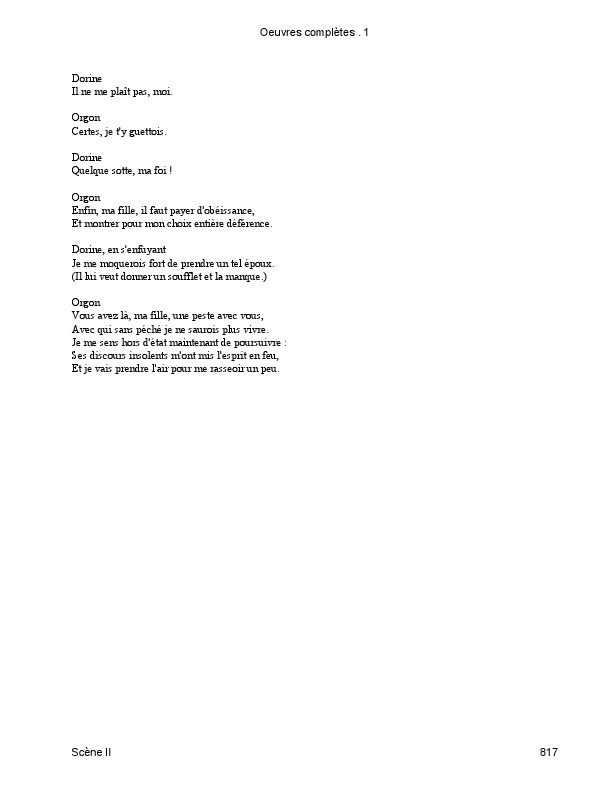 Oeuvres complètes . 1
Dorine
Il ne me plaît pas, moi.
Orgon
Certes, je t'y guettois.
Dorine
Quelque sotte, ma foi !
Orgon
Enfin, ma fille, il faut payer d'obéissance,
Et montrer pour mon choix entière déférence.
Dorine, en s'enfuyant
Je me moquerois fort de prendre un tel époux.
(Il lui veut donner un soufflet et la manque.)
Orgon
Vous avez là, ma fille, une peste avec vous,
Avec qui sans péché je ne saurois plus vivre.
Je me sens hors d'état maintenant de poursuivre :
Ses discours insolents m'ont mis l'esprit en feu,
Et je vais prendre l'air pour me rasseoir un peu.
Scène II
817